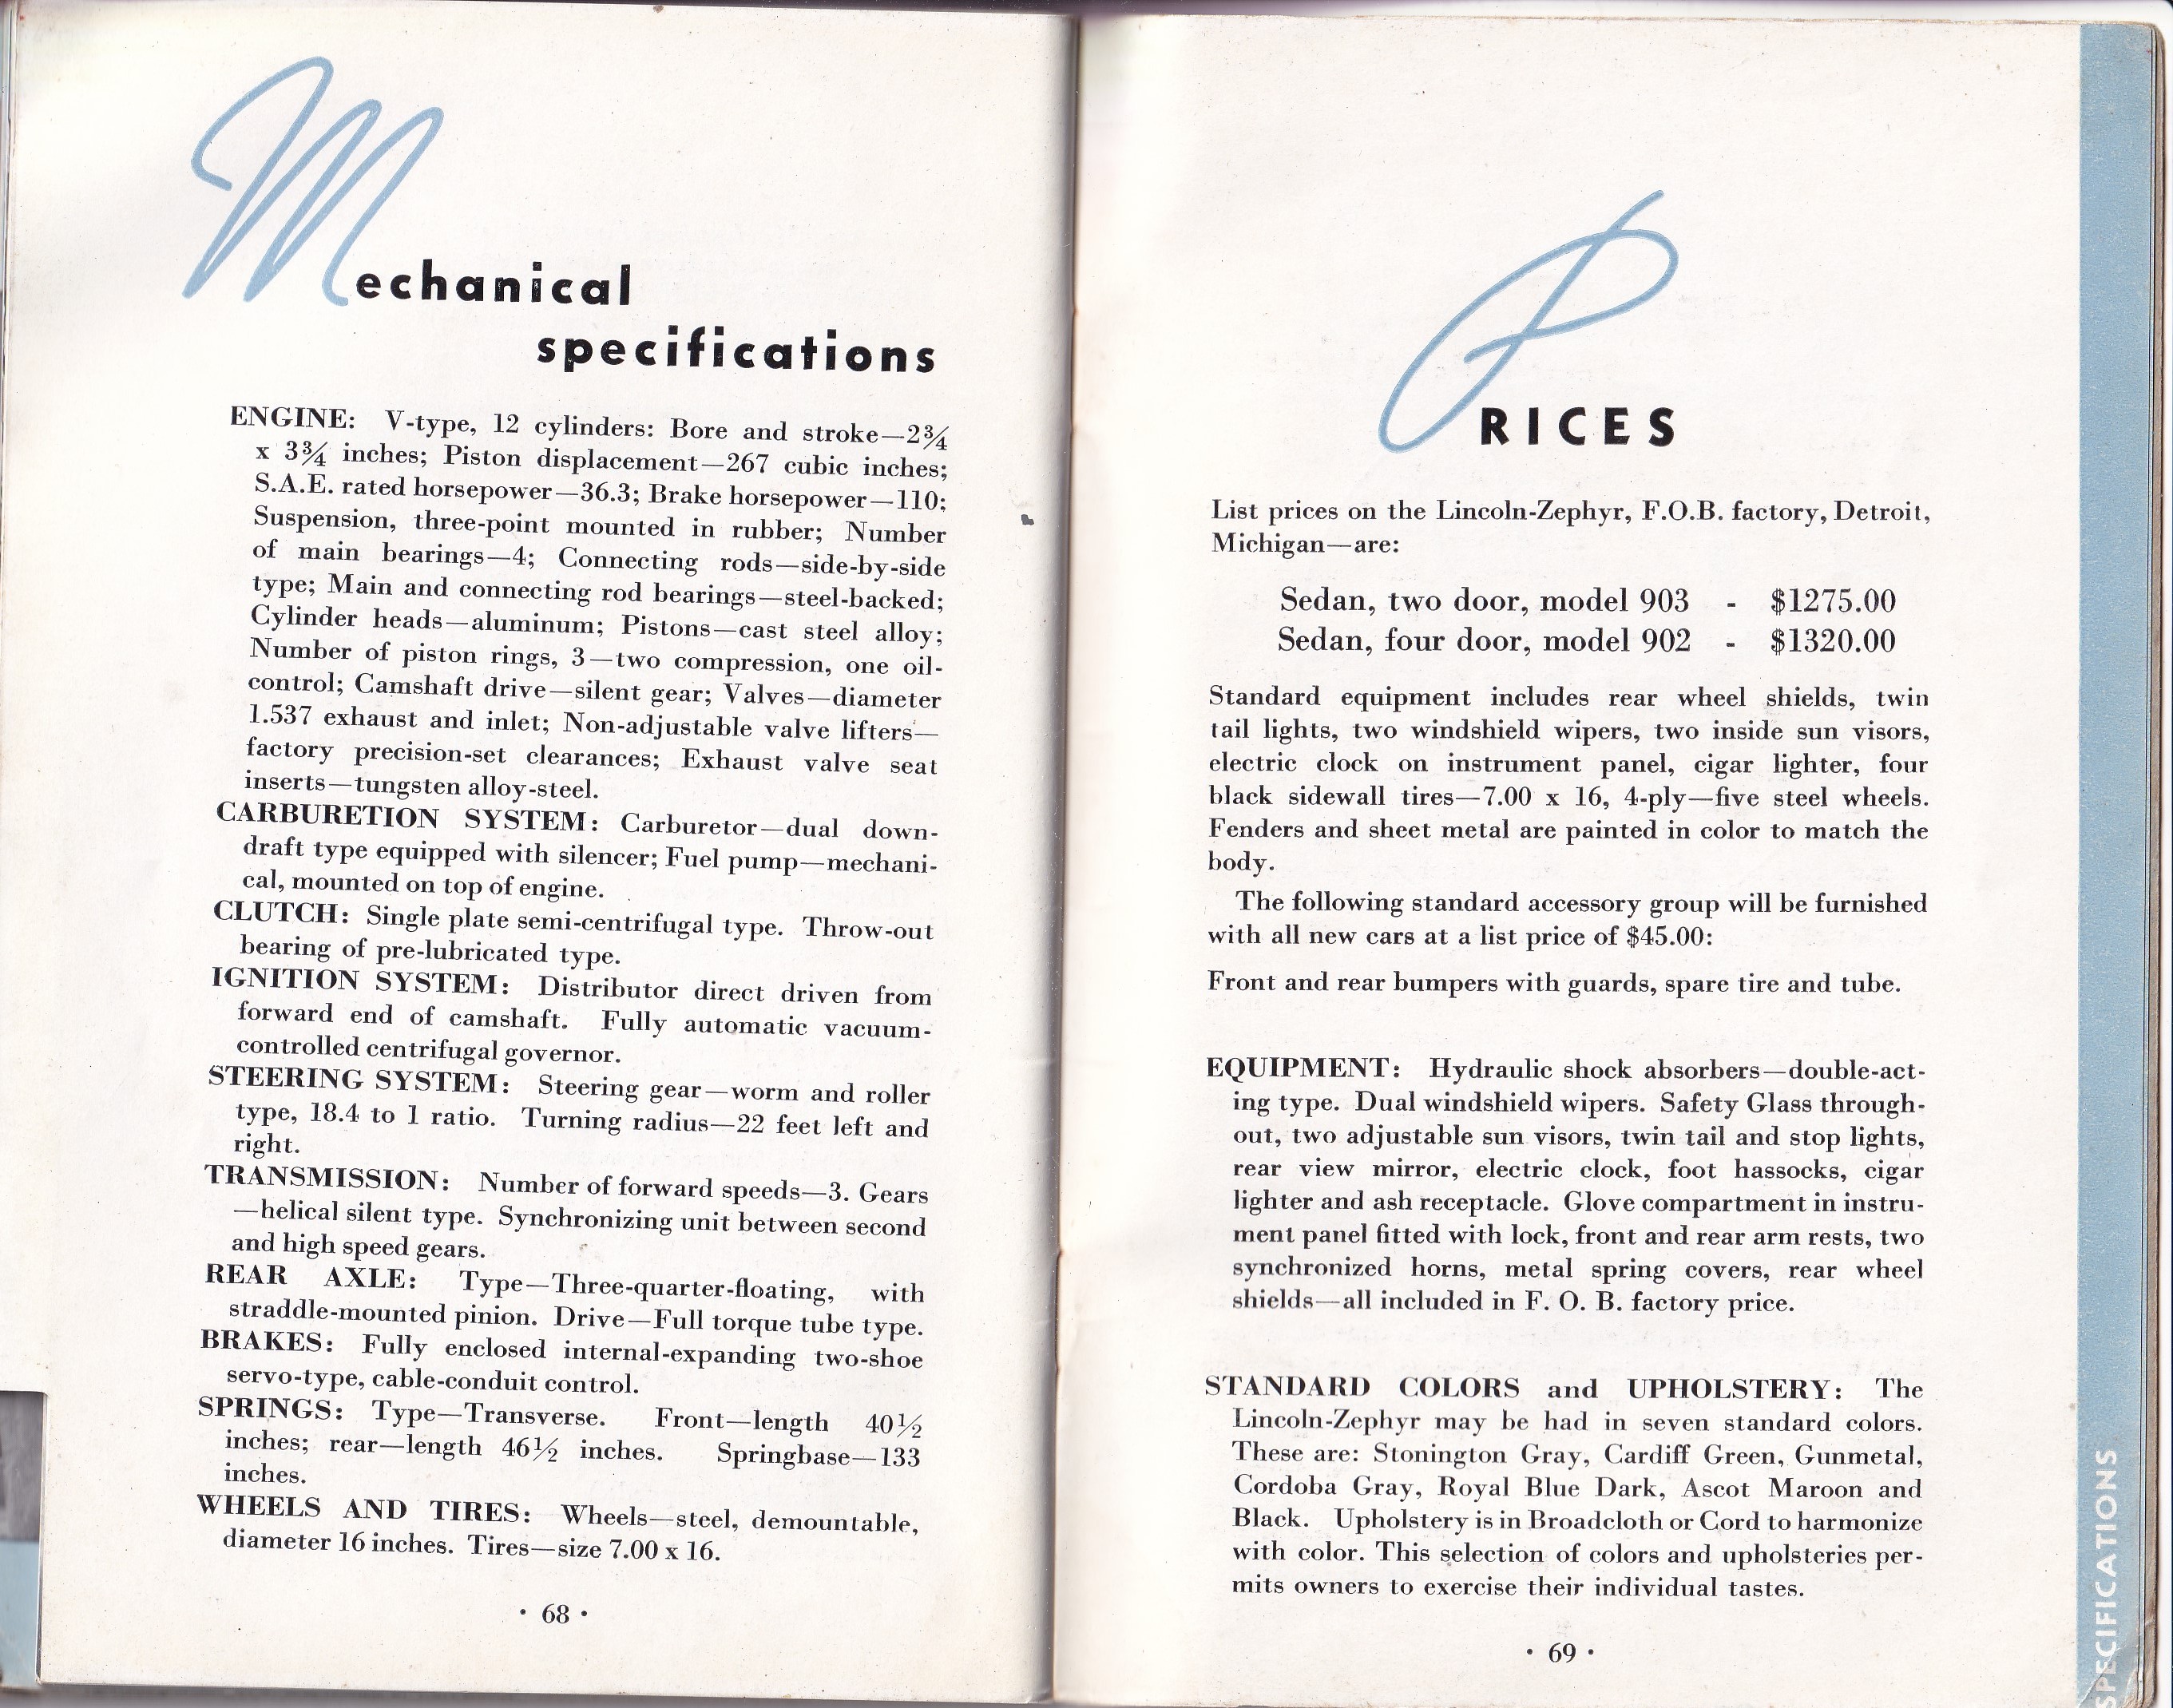 Mechanical
specifications
ENGINE: V-type, 12 cylinders: Bore and stroke—2¾
x 3¾ inches; Piston displacement—267 cubic inches;
S.A.E. rated horsepower—36.3; Brake horsepower—110;
Suspension, three-point mounted in rubber; Number
of main bearings—4; Connecting rods—side-by-side
type; Main and connecting rod bearings—steel-backed;
Cylinder heads—aluminum; Pistons—cast steel alloy;
Number of piston rings, 3—two compression, one oil-
control; Camshaft drive—silent gear; Valves—diameter
1.537 exhaust and inlet; Non-adjustable valve lifters—
factory precision-set clearances; Exhaust valve seat
inserts—tungsten alloy-steel.
CARBURETION SYSTEM: Carburetor—dual down-
draft type equipped with silencer; Fuel pump—mechani-
cal, mounted on top of engine.
CLUTCH: Single plate semi-centrifugal type. Throw-out
bearing of pre-lubricated type.
IGNITION SYSTEM: Distributor direct driven from
forward end of camshaft. Fully automatic vacuum-
controlled centrifugal governor.
STEERING SYSTEM: Steering gear—worm and roller
type, 18.4 to 1 ratio. Turning radius—22 feet left and
right.
TRANSMISSION: Number of forward speeds—3. Gears
—helical silent type. Synchronizing unit between second
and high speed gears.
REAR AXLE: Type—Three-quarter-floating, with
straddle-mounted pinion. Drive—Full torque tube type.
BRAKES: Fully enclosed internal-expanding two-shoe
servo-type, cable-conduit control.
SPRINGS: Type—Transverse. Front—length 40½
inches; rear—length 46½ inches. Springbase—133
inches.
WHEELS AND TIRES: Wheels—steel, demountable,
diameter 16 inches. Tires—size 7.00 x 16.
• 68 •
PRICES
List prices on the Lincoln-Zephyr, F.O.B. factory, Detroit,
Michigan—are:
Sedan, two door, model 903 - $1275.00
Sedan, four door, model 902 - $1320.00
Standard equipment includes rear wheel shields, twin
tail lights, two windshield wipers, two inside sun visors,
electric clock on instrument panel, cigar lighter, four
black sidewall tires—7.00 x 16, 4-ply—five steel wheels.
Fenders and sheet metal are painted in color to match the
body.
The following standard accessory group will be furnished
with all new cars at a list price of $45.00:
Front and rear bumpers with guards, spare tire and tube.
EQUIPMENT: Hydraulic shock absorbers—double-act-
ing type. Dual windshield wipers. Safety Glass through-
out, two adjustable sun visors, twin tail and stop lights,
rear view mirror, electric clock, foot hassocks, cigar
lighter and ash receptacle. Glove compartment in instru-
ment panel fitted with lock, front and rear arm rests, two
synchronized horns, metal spring covers, rear wheel
shields—all included in F. O. B. factory price.
STANDARD COLORS and UPHOLSTERY: The
Lincoln-Zephyr may be had in seven standard colors.
These are: Stonington Gray, Cardiff Green, Gunmetal,
Cordoba Gray, Royal Blue Dark, Ascot Maroon and
Black. Upholstery is in Broadcloth or Cord to harmonize
with color. This selection of colors and upholsteries per-
mits owners to exercise their individual tastes.
• 69 •
SPECIFICATIONS